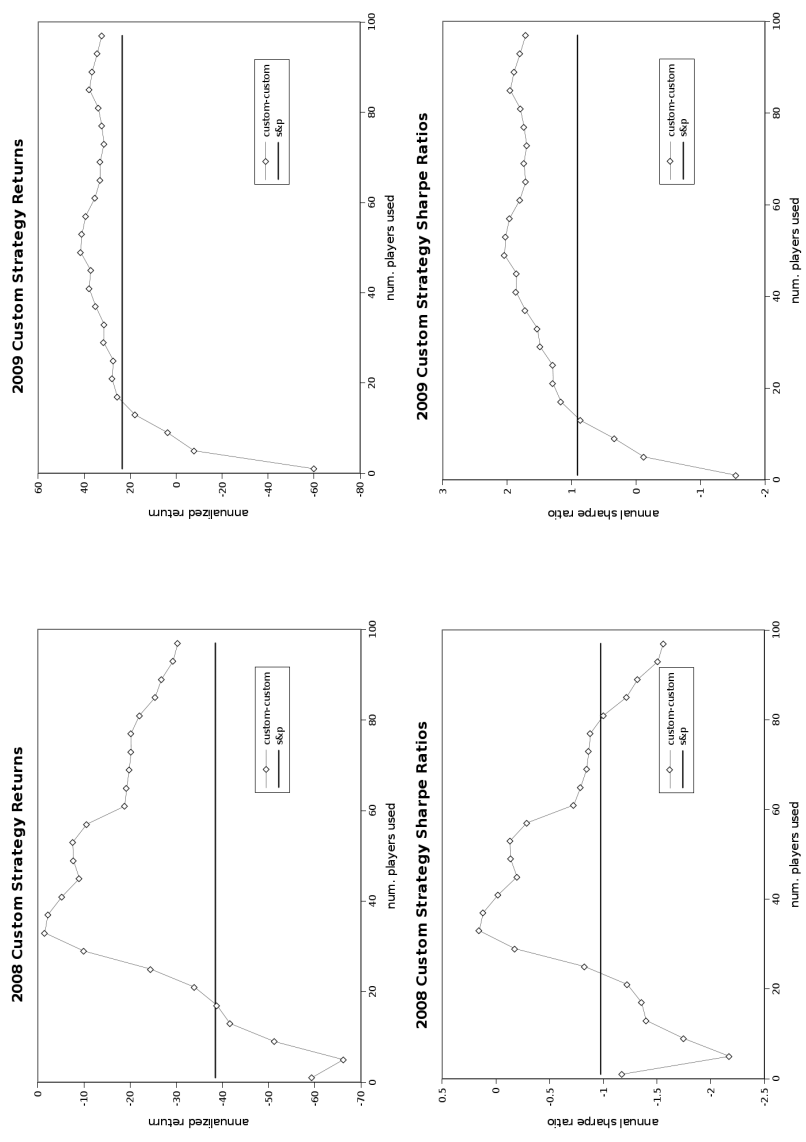 2008 Custom Strategy Returns
0
-10
-20
-30
-40
-50
-60
-70
annualized return
0
20
40
60
80
100
num. players used
custom-custom
s&p
2009 Custom Strategy Returns
60
40
20
0
-20
-40
-60
-80
annualized return
0
20
40
60
80
100
num. players used
custom-custom
s&p
2008 Custom Strategy Sharpe Ratios
0.5
0
-0.5
-1
-1.5
-2
-2.5
annual sharpe ratio
0
20
40
60
80
100
num. players used
custom-custom
s&p
2009 Custom Strategy Sharpe Ratios
3
2
1
0
-1
-2
annual sharpe ratio
0
20
40
60
80
100
num. players used
custom-custom
s&p